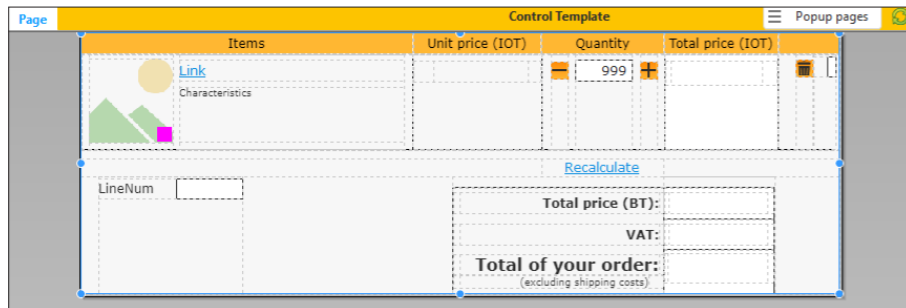 Page
Control Template
Popup pages
Items
Unit price (IOT)
Quantity
Total price (IOT)
Link
999
Characteristics
Recalculate
LineNum
Total price (BT):
VAT:
Total of your order:
(excluding shipping costs)